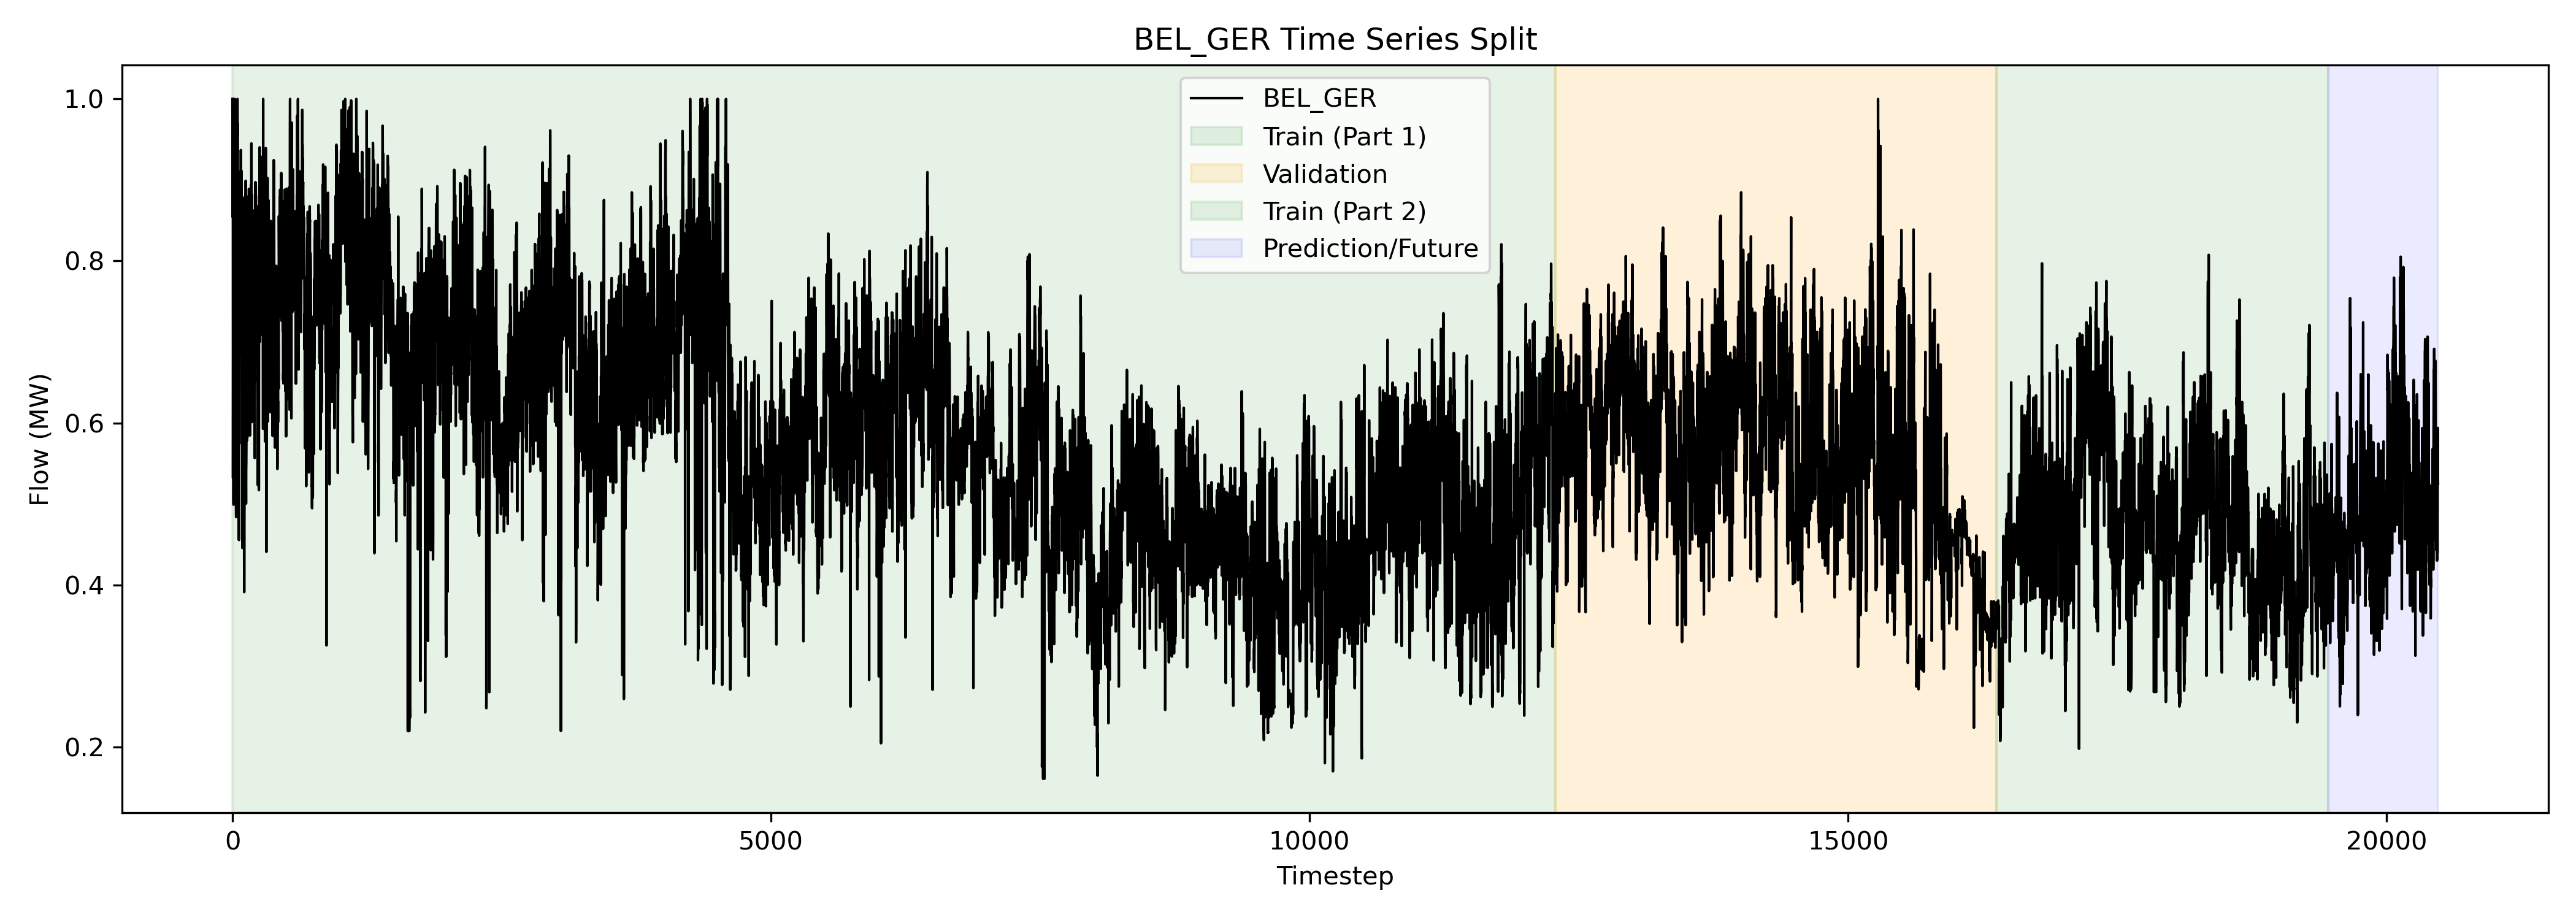 BEL_GER Time Series Split
1.0
0.8
0.6
0.4
0.2
Flow (MW)
BEL_GER
Train (Part 1)
Validation
Train (Part 2)
Prediction/Future
0
5000
10000
15000
20000
Timestep